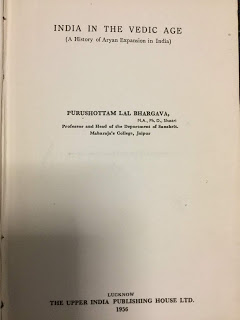 INDIA IN THE VEDIC AGE
(A History of Aryan Expansion in India)
PURUSHOTTAM LAL BHARGAVA,
M.A., Ph. D., Shastri
Professor and Head of the Department of Sanskrit,
Maharaja's College, Jaipur
LUCKNOW
THE UPPER INDIA PUBLISHING HOUSE LTD.
1956